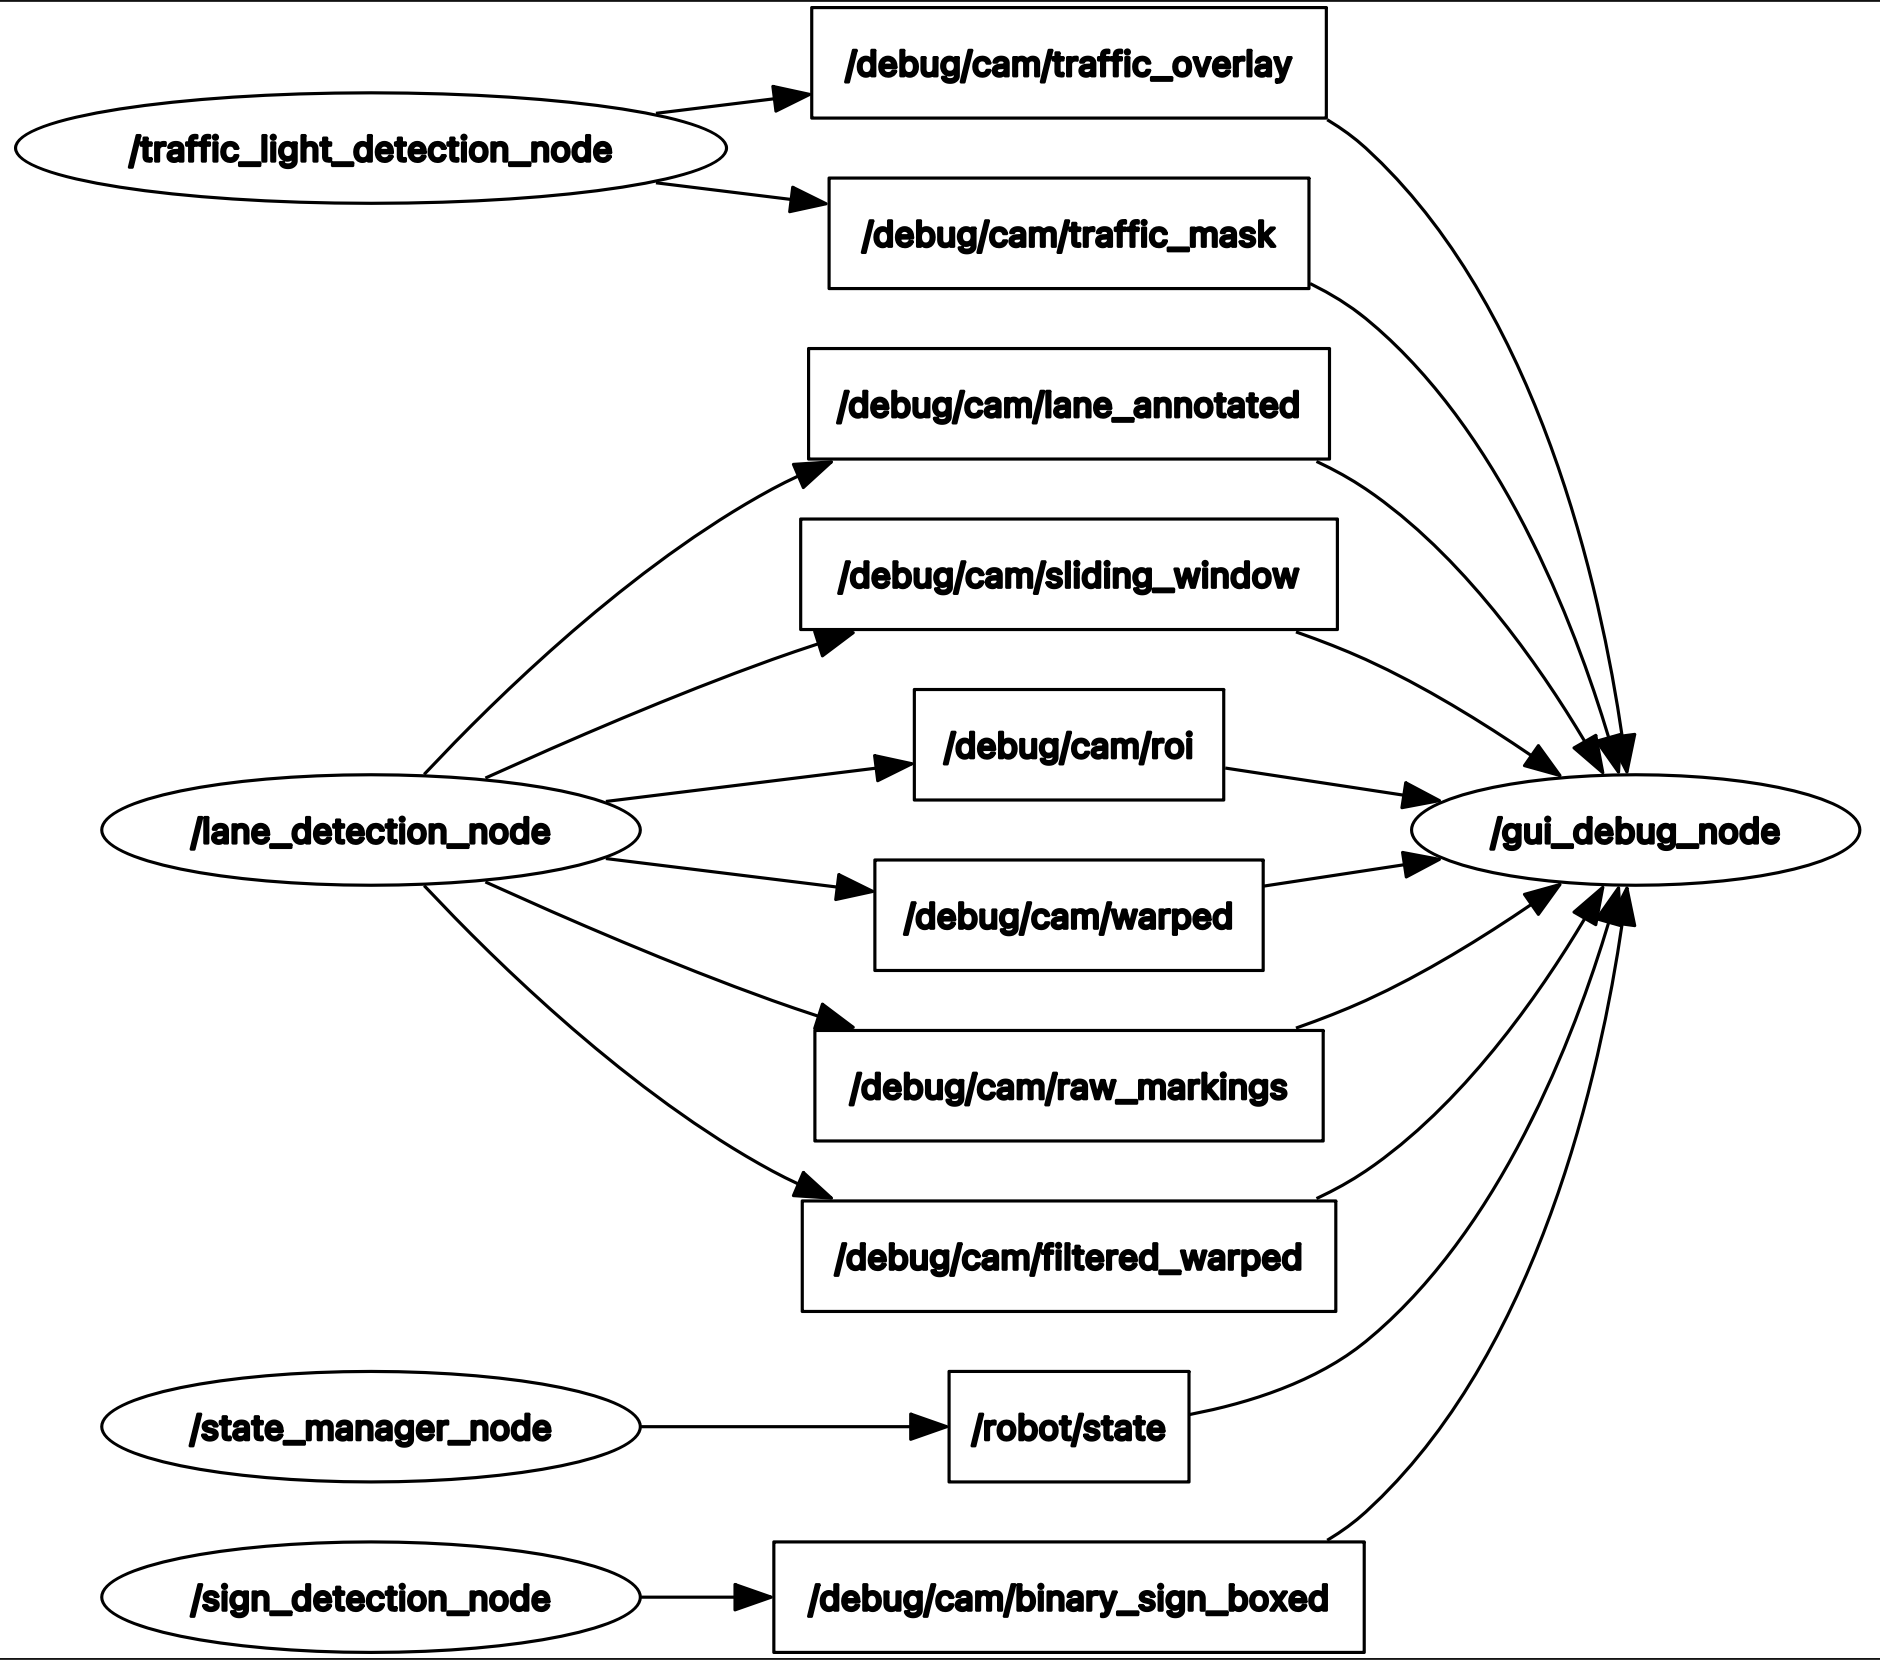 /debug/cam/traffic_overlay
/traffic_light_detection_node
/debug/cam/traffic_mask
/debug/cam/lane_annotated
/debug/cam/sliding_window
/debug/cam/roi
/lane_detection_node
/gui_debug_node
/debug/cam/warped
/debug/cam/raw_markings
/debug/cam/filtered_warped
/state_manager_node
/robot/state
/sign_detection_node
/debug/cam/binary_sign_boxed